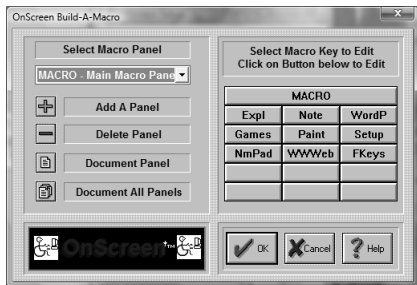 OnScreen Build-A-Macro
Select Macro Panel
MACRO - Main Macro Pane
Add A Panel
Delete Panel
Document Panel
Document All Panels
Select Macro Key to Edit
Click on Button below to Edit
MACRO
Expl Note WordP
Games Paint Setup
NmPad WWWeb FKeys
OnScreen™
OK Cancel Help